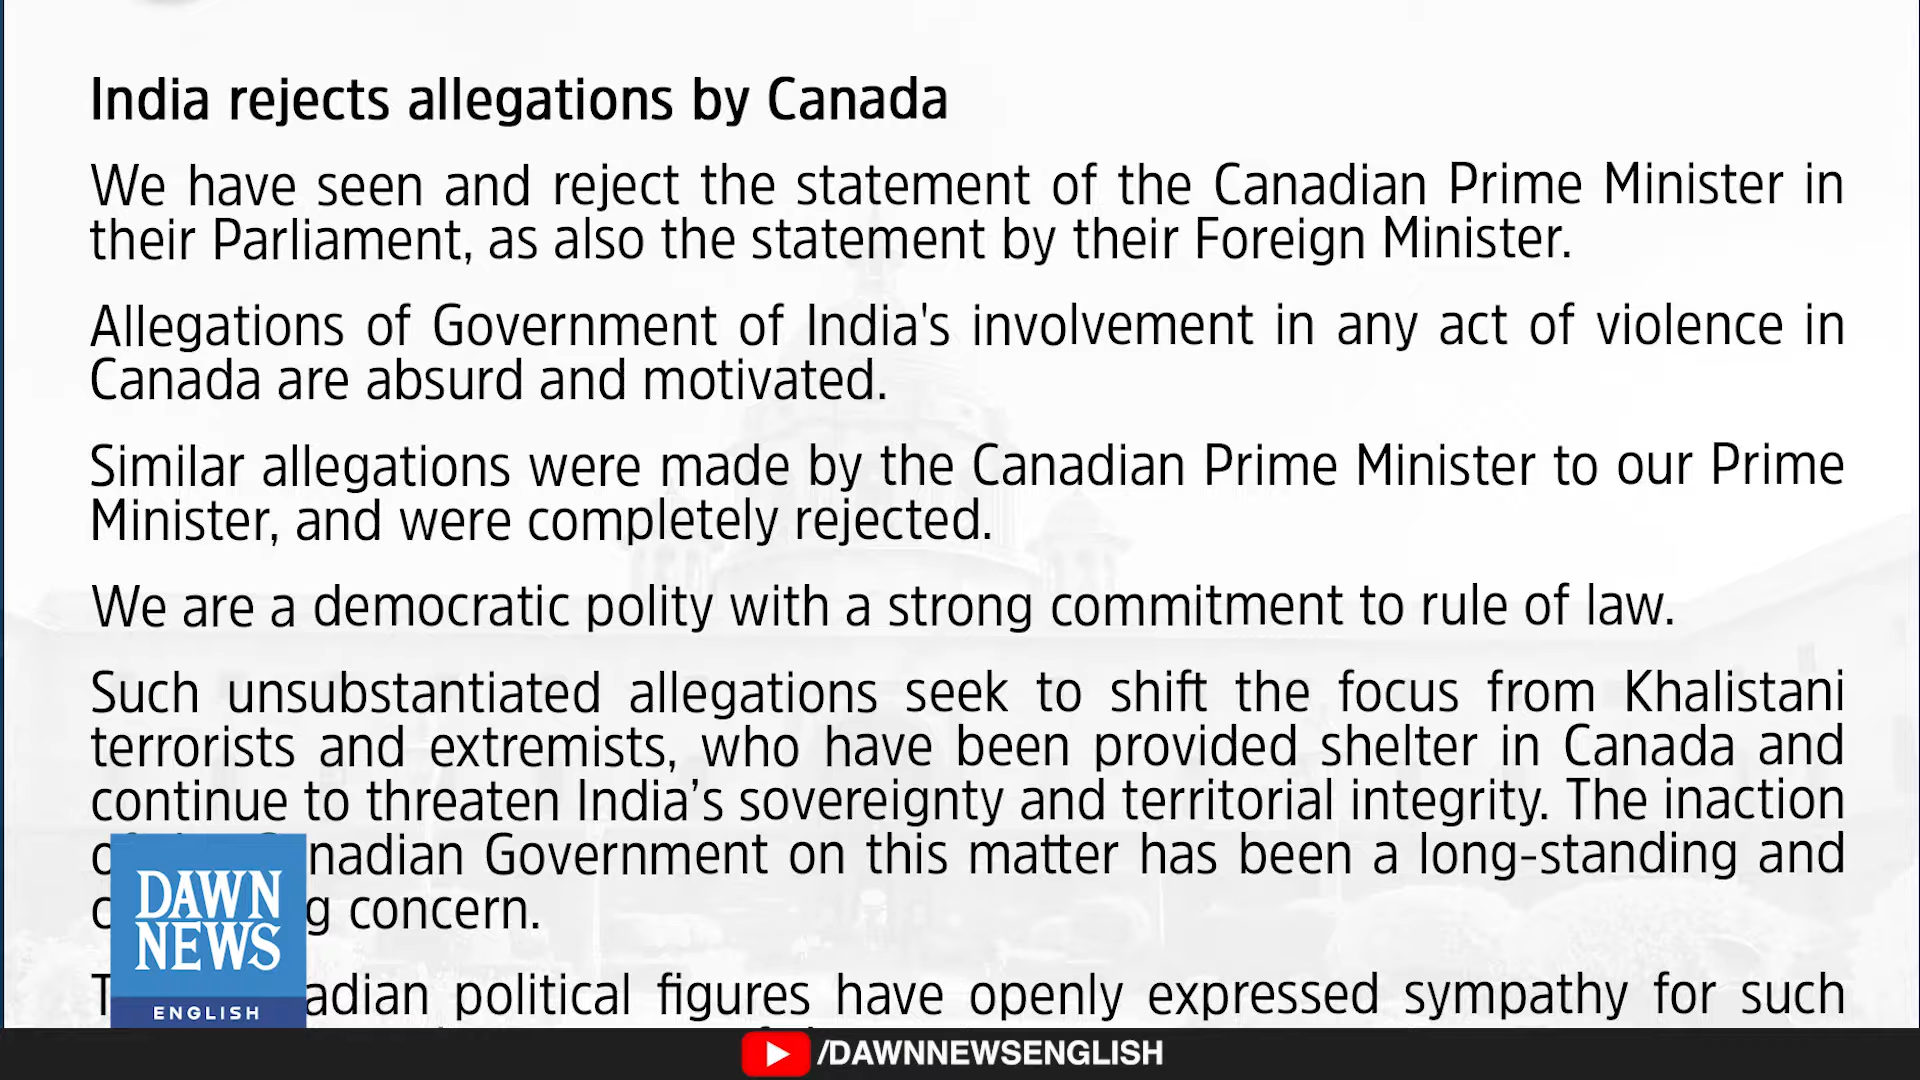 India rejects allegations by Canada
We have seen and reject the statement of the Canadian Prime Minister in
their Parliament, as also the statement by their Foreign Minister.
Allegations of Government of India's involvement in any act of violence in
Canada are absurd and motivated.
Similar allegations were made by the Canadian Prime Minister to our Prime
Minister, and were completely rejected.
We are a democratic polity with a strong commitment to rule of law.
Such unsubstantiated allegations seek to shift the focus from Khalistani
terrorists and extremists, who have been provided shelter in Canada and
continue to threaten India’s sovereignty and territorial integrity. The inaction
Government on this matter has been a long-standing and
concern.
political figures have openly expressed sympathy for such
DAWN
NEWS
ENGLISH
/DAWNNEWSENGLISH